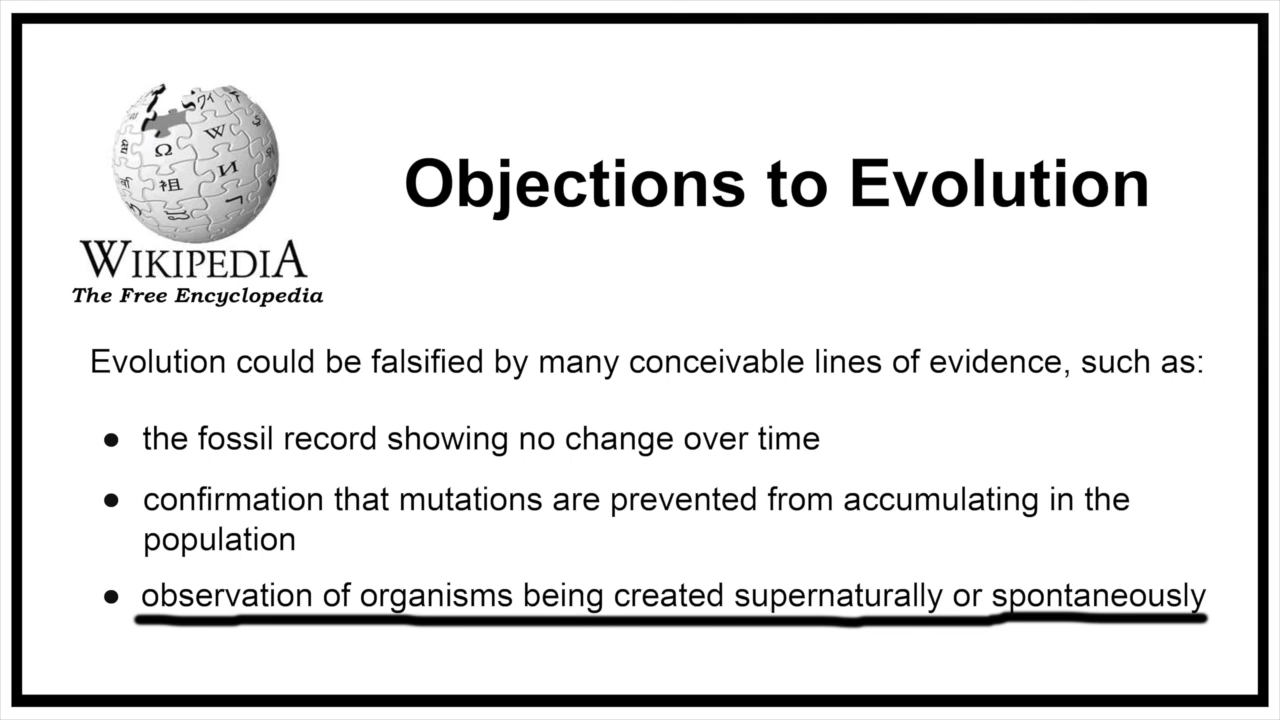 WIKIPEDIA
The Free Encyclopedia
Objections to Evolution
Evolution could be falsified by many conceivable lines of evidence, such as:
● the fossil record showing no change over time
● confirmation that mutations are prevented from accumulating in the
population
● observation of organisms being created supernaturally or spontaneously